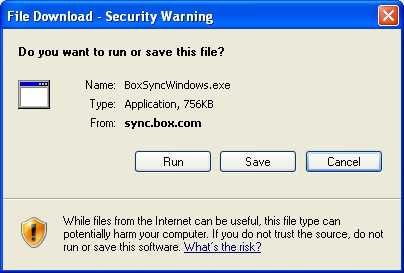 File Download - Security Warning
Do you want to run or save this file?
Name: BoxSyncWindows.exe
Type: Application, 756KB
From: sync.box.com
Run Save Cancel
While files from the Internet can be useful, this file type can
potentially harm your computer. If you do not trust the source, do not
run or save this software. What's the risk?